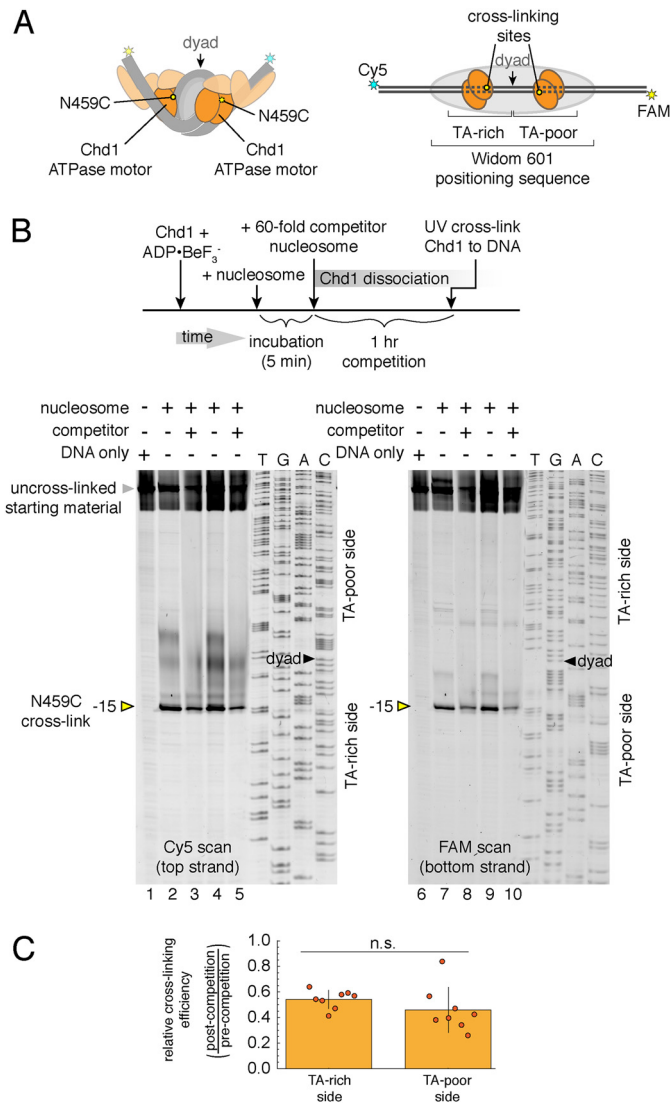 A
dyad
N459C
N459C
Chd1
ATPase motor
Chd1
ATPase motor
cross-linking
sites
dyad
Cy5
FAM
TA-rich
TA-poor
Widom 601
positioning sequence
B
Chd1 +
ADP•BeF3-
+ nucleosome
+ 60-fold competitor
nucleosome
UV cross-link
Chd1 to DNA
Chd1 dissociation
time
incubation
(5 min)
1 hr
competition
nucleosome - + + + +
competitor - - + - +
DNA only + - - - -
T G A C
uncross-linked
starting material
TA-poor side
dyad
N459C
cross-link
-15
TA-rich side
Cy5 scan
(top strand)
1 2 3 4 5
nucleosome - + + + +
competitor - - + - +
DNA only + - - - -
T G A C
TA-rich side
dyad
-15
TA-poor side
FAM scan
(bottom strand)
6 7 8 9 10
C
relative cross-linking
efficiency
(post-competition
pre-competition)
1.0
0.8
0.6
0.4
0.2
0.0
n.s.
TA-rich
side
TA-poor
side